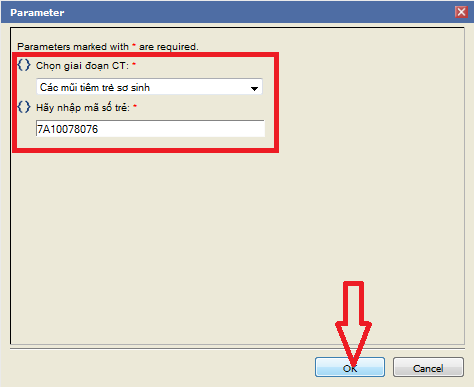 Parameter
Parameters marked with * are required.
Chọn giai đoạn CT: *
Các mũi tiêm trẻ sơ sinh
Hãy nhập mã số trẻ: *
7A10078076
OK
Cancel